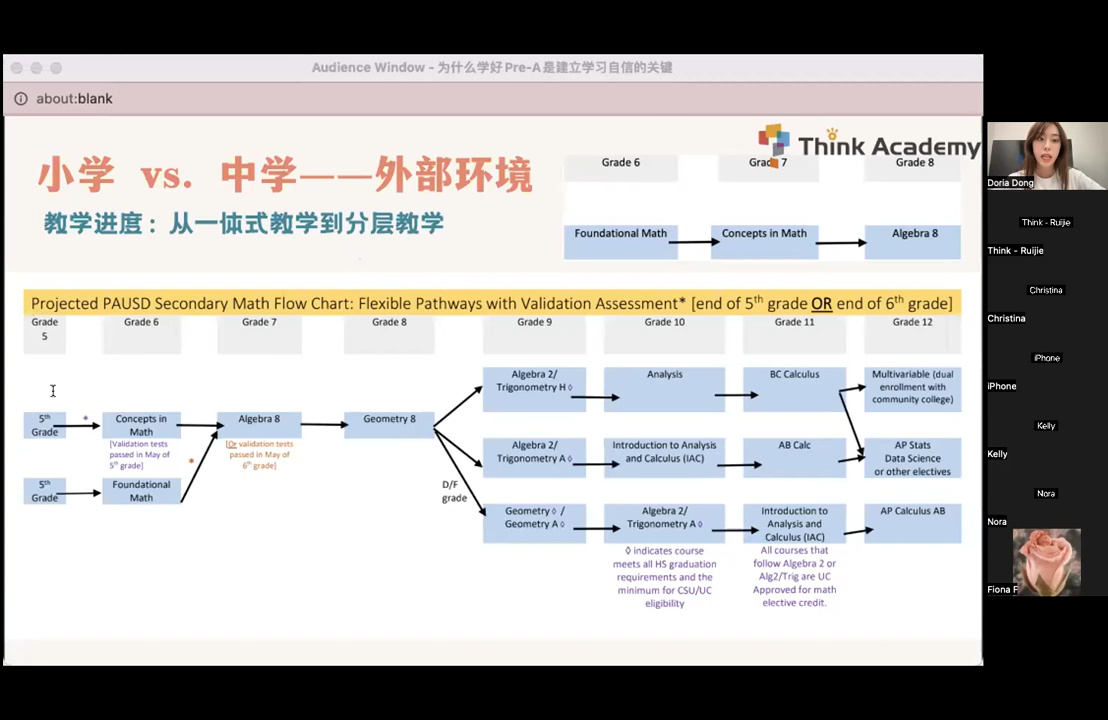 Audience Window - 为什么学好 Pre-A是建立学习自信的关键
about:blank
Think Academy
小学 vs. 中学——外部环境
教学进度：从一体式教学到分层教学
Grade 6
Grade 7
Grade 8
Foundational Math
Concepts in Math
Algebra 8
Projected PAUSD Secondary Math Flow Chart: Flexible Pathways with Validation Assessment* [end of 5th grade OR end of 6th grade]
Grade
5
Grade 6
Grade 7
Grade 8
Grade 9
Grade 10
Grade 11
Grade 12
5th
Grade
*
Concepts in
Math
[Validation tests
passed in May of
5th grade]
Algebra 8
[Or validation tests
passed in May of
6th grade]
Geometry 8
*
5th
Grade
Foundational
Math
D/F
grade
Algebra 2/
Trigonometry H ◊
Analysis
BC Calculus
Multivariable (dual
enrollment with
community college)
Algebra 2/
Trigonometry A ◊
Introduction to Analysis
and Calculus (IAC)
AB Calc
AP Stats
Data Science
or other electives
Geometry ◊ /
Geometry A ◊
Algebra 2/
Trigonometry A ◊
Introduction to
Analysis and
Calculus (IAC)
AP Calculus AB
◊ indicates course
meets all HS graduation
requirements and the
minimum for CSU/UC
eligibility
All courses that
follow Algebra 2 or
Alg2/Trig are UC
Approved for math
elective credit.
Doria Dong
Think - Ruijie
Think - Ruijie
Christina
Christina
iPhone
iPhone
Kelly
Kelly
Nora
Nora
Fiona F